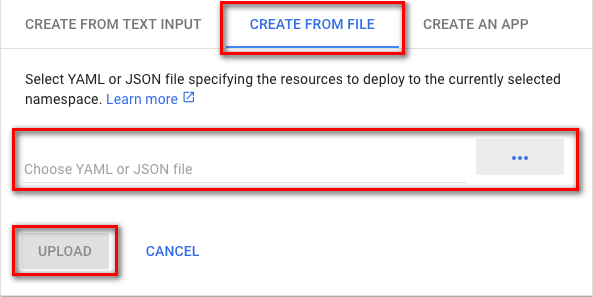 CREATE FROM TEXT INPUT CREATE FROM FILE CREATE AN APP
Select YAML or JSON file specifying the resources to deploy to the currently selected
namespace. Learn more
Choose YAML or JSON file
...
UPLOAD CANCEL